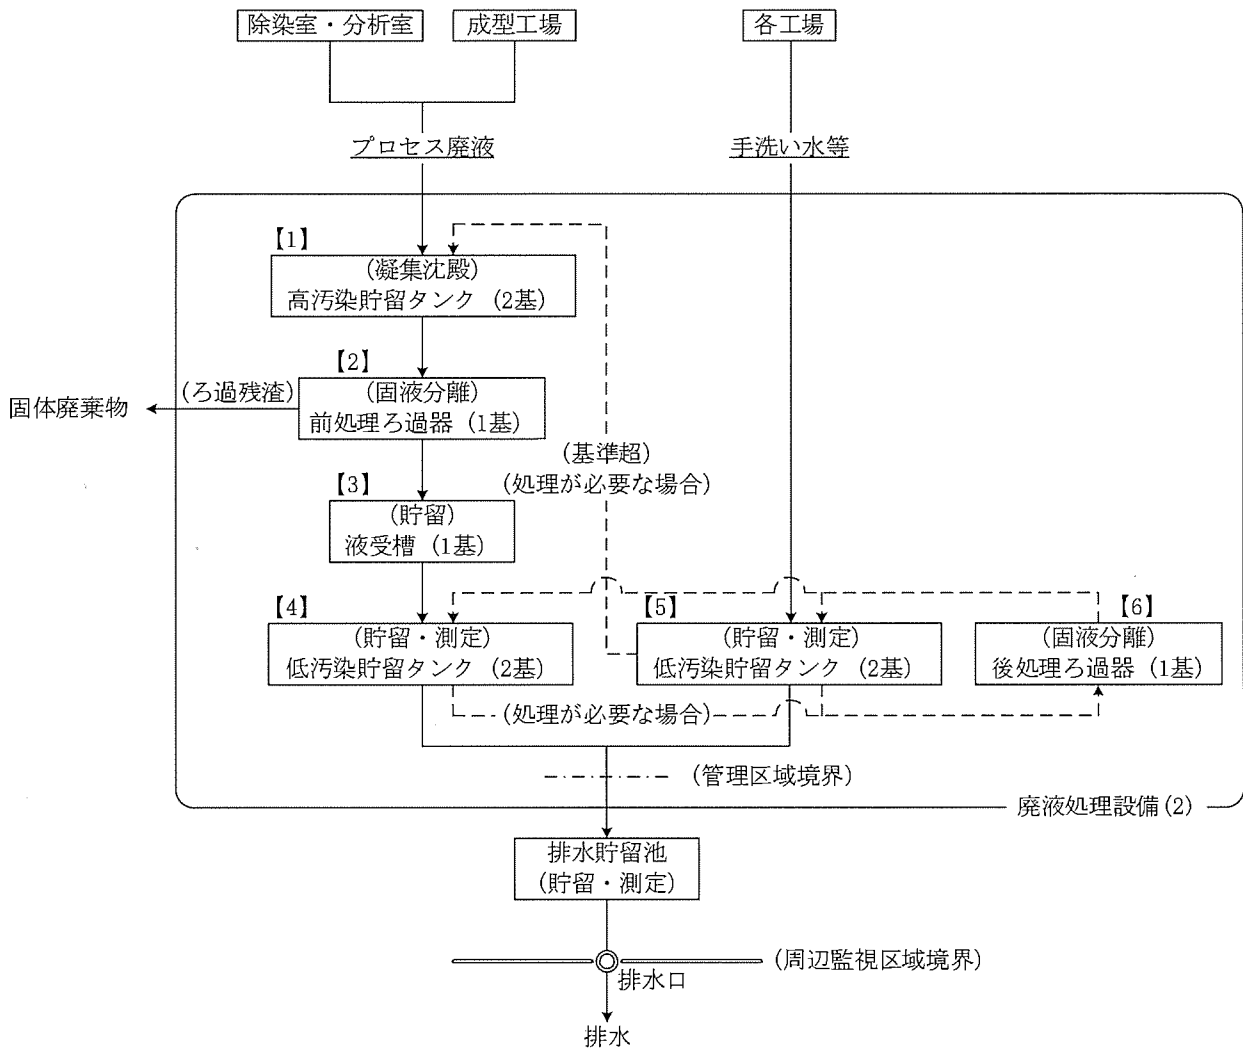 除染室・分析室
成型工場
各工場
プロセス廃液
手洗い水等
【1】
(凝集沈殿)
高汚染貯留タンク (2基)
【2】
(固液分離)
前処理ろ過器 (1基)
(ろ過残渣)
固体廃棄物
(基準超)
(処理が必要な場合)
【3】
(貯留)
液受槽 (1基)
【4】
(貯留・測定)
低汚染貯留タンク (2基)
【5】
(貯留・測定)
低汚染貯留タンク (2基)
【6】
(固液分離)
後処理ろ過器 (1基)
(処理が必要な場合)
(管理区域境界)
廃液処理設備(2)
排水貯留池
(貯留・測定)
(周辺監視区域境界)
排水口
排水